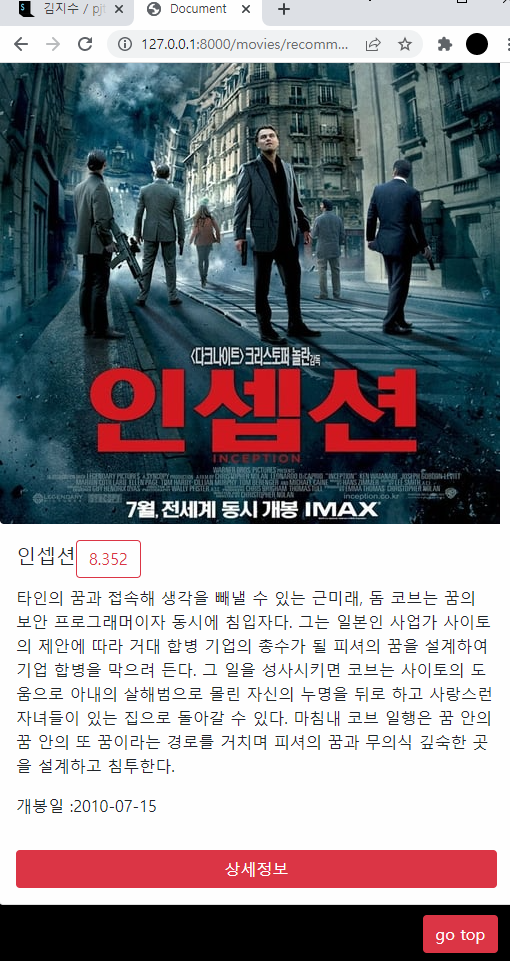 김지수 / pjt
Document
127.0.0.1:8000/movies/recomm...
〈다크나이트〉 크리스토퍼 놀란 감독
인셉션
INCEPTION
7월, 전세계 동시 개봉 IMAX
인셉션 8.352
타인의 꿈과 접속해 생각을 빼낼 수 있는 근미래, 돔 코브는 꿈의
보안 프로그래머이자 동시에 침입자다. 그는 일본인 사업가 사이토
의 제안에 따라 거대 합병 기업의 총수가 될 피셔의 꿈을 설계하여
기업 합병을 막으려 든다. 그 일을 성사시키면 코브는 사이토의 도
움으로 아내의 살해범으로 몰린 자신의 누명을 뒤로 하고 사랑스런
자녀들이 있는 집으로 돌아갈 수 있다. 마침내 코브 일행은 꿈 안의
꿈 안의 또 꿈이라는 경로를 거치며 피셔의 꿈과 무의식 깊숙한 곳
을 설계하고 침투한다.
개봉일 :2010-07-15
상세정보
go top